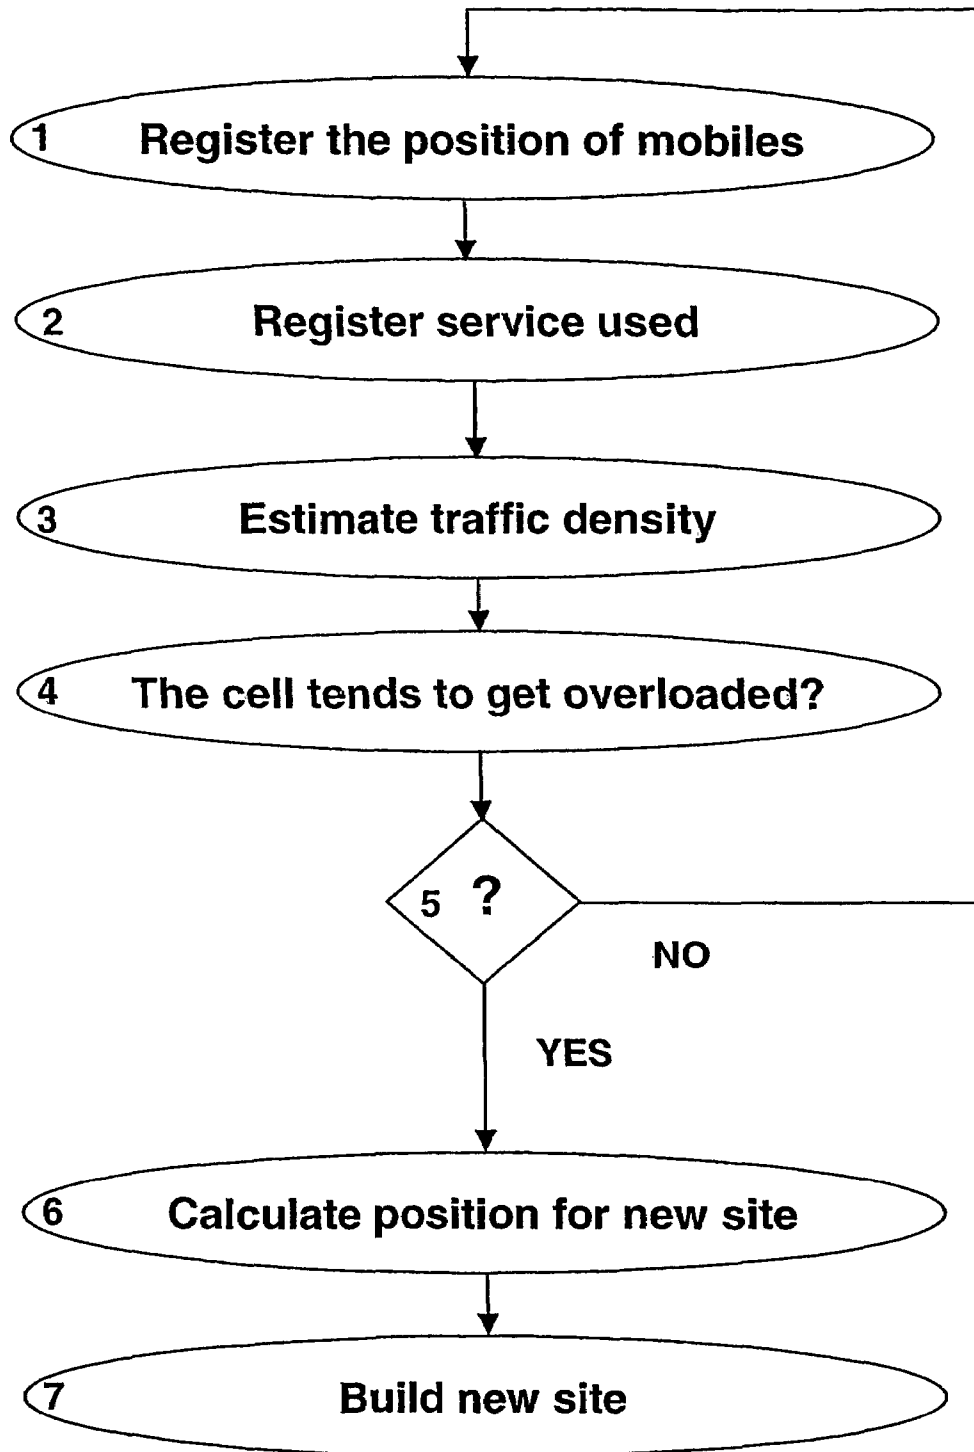 1 Register the position of mobiles
2 Register service used
3 Estimate traffic density
4 The cell tends to get overloaded?
5 ?
NO
YES
6 Calculate position for new site
7 Build new site